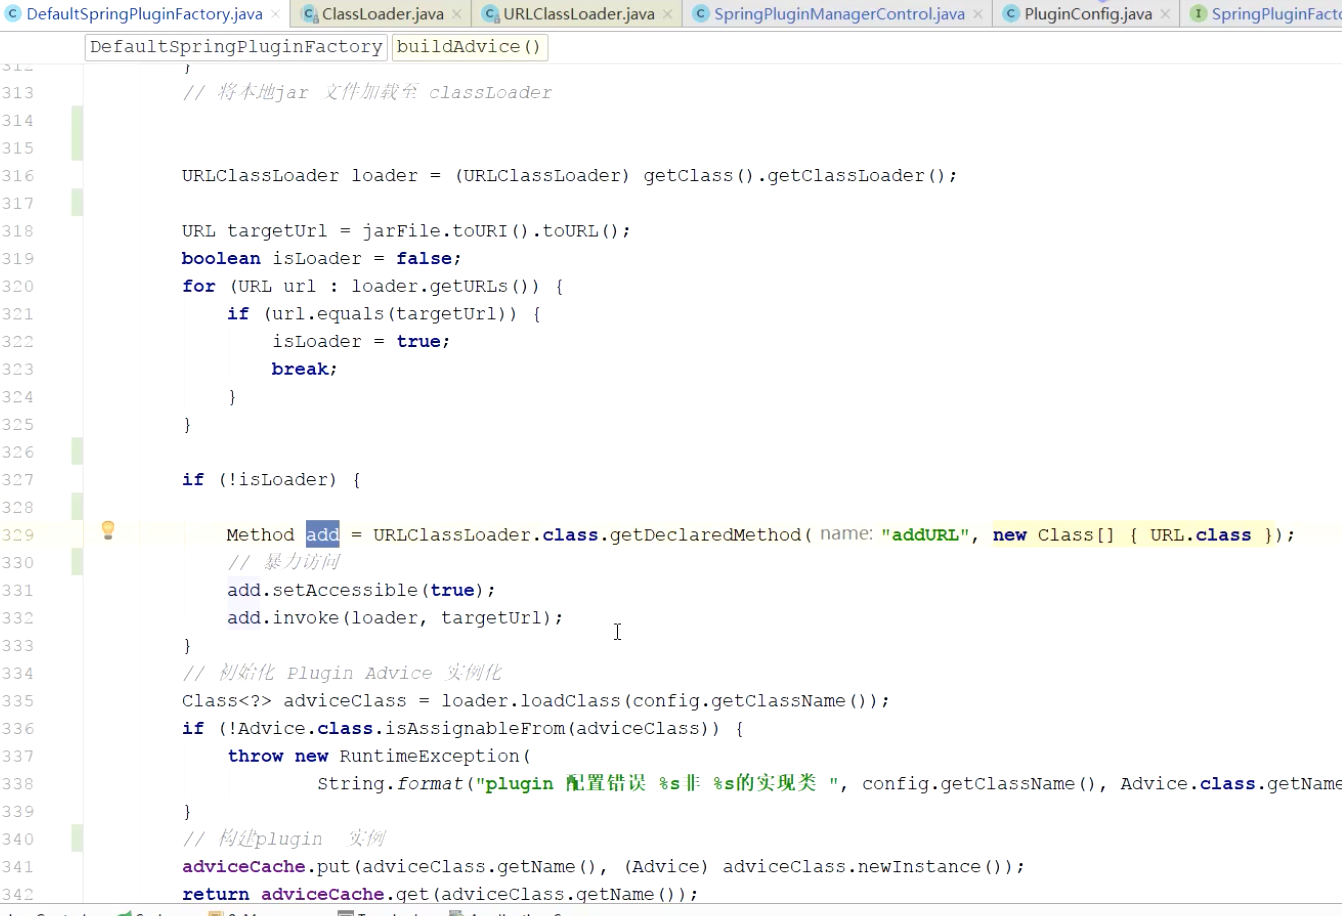 DefaultSpringPluginFactory.java × ClassLoader.java × URLClassLoader.java × SpringPluginManagerControl.java × PluginConfig.java × SpringPluginFacto
DefaultSpringPluginFactory buildAdvice()
312 }
313 // 将本地jar 文件加载至 classLoader
314
315
316 URLClassLoader loader = (URLClassLoader) getClass().getClassLoader();
317
318 URL targetUrl = jarFile.toURI().toURL();
319 boolean isLoader = false;
320 for (URL url : loader.getURLs()) {
321 if (url.equals(targetUrl)) {
322 isLoader = true;
323 break;
324 }
325 }
326
327 if (!isLoader) {
328
329 Method add = URLClassLoader.class.getDeclaredMethod( name: "addURL", new Class[] { URL.class });
330 // 暴力访问
331 add.setAccessible(true);
332 add.invoke(loader, targetUrl);
333 }
334 // 初始化 Plugin Advice 实例化
335 Class<?> adviceClass = loader.loadClass(config.getClassName());
336 if (!Advice.class.isAssignableFrom(adviceClass)) {
337 throw new RuntimeException(
338 String.format("plugin 配置错误 %s非 %s的实现类 ", config.getClassName(), Advice.class.getName
339 }
340 // 构建plugin 实例
341 adviceCache.put(adviceClass.getName(), (Advice) adviceClass.newInstance());
342 return adviceCache.get(adviceClass.getName());